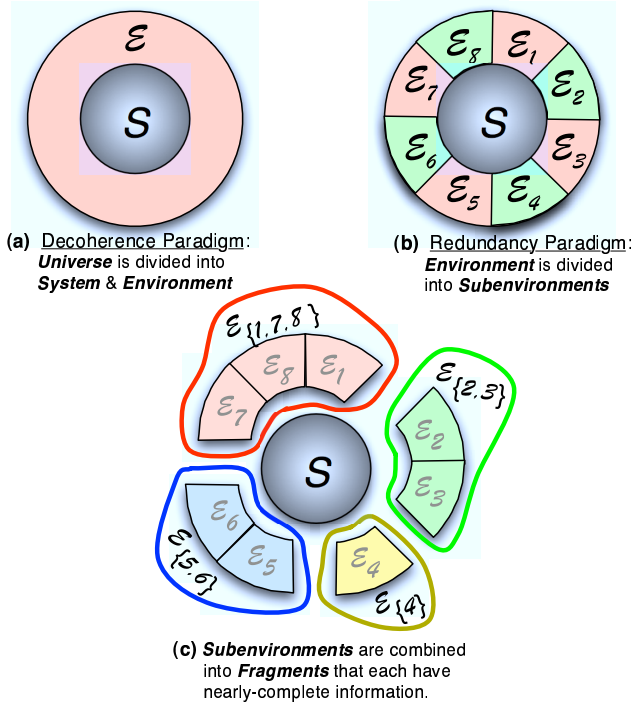 ℰ
S
(a) Decoherence Paradigm:
Universe is divided into
System & Environment
ℰ8 ℰ1
ℰ7 ℰ2
S
ℰ6 ℰ3
ℰ5 ℰ4
(b) Redundancy Paradigm:
Environment is divided
into Subenvironments
ℰ{1,7,8}
ℰ8 ℰ1
ℰ7
ℰ{2,3}
ℰ2
ℰ3
S
ℰ6
ℰ5
ℰ{5,6}
ℰ4
ℰ{4}
(c) Subenvironments are combined
into Fragments that each have
nearly-complete information.